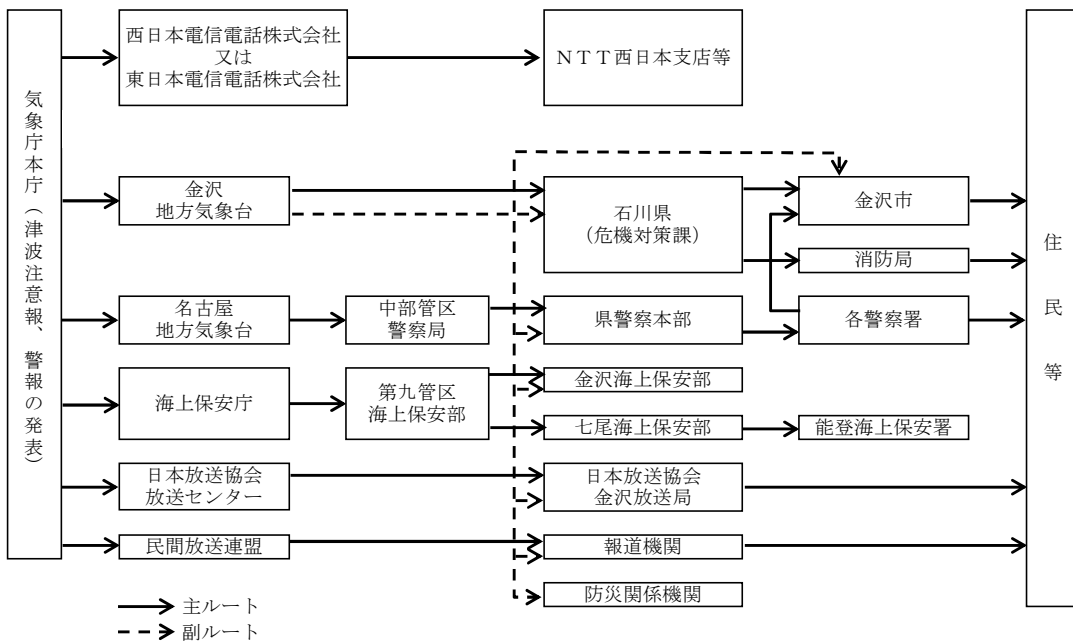 気象庁本庁（津波注意報、警報の発表）
西日本電信電話株式会社
又は
東日本電信電話株式会社
ＮＴＴ西日本支店等
金沢
地方気象台
石川県
（危機対策課）
金沢市
消防局
名古屋
地方気象台
中部管区
警察局
県警察本部
各警察署
海上保安庁
第九管区
海上保安部
金沢海上保安部
七尾海上保安部
能登海上保安署
日本放送協会
放送センター
日本放送協会
金沢放送局
民間放送連盟
報道機関
防災関係機関
住民等
主ルート
副ルート